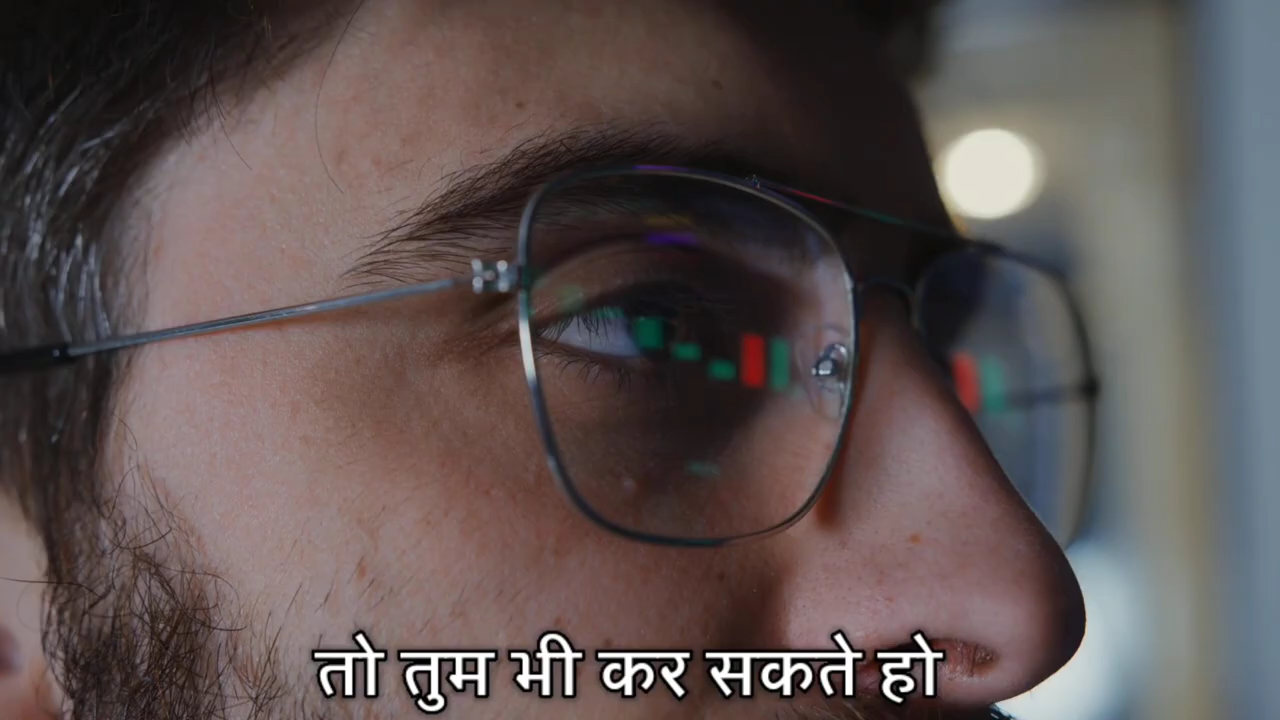 तो तुम भी कर सकते हो